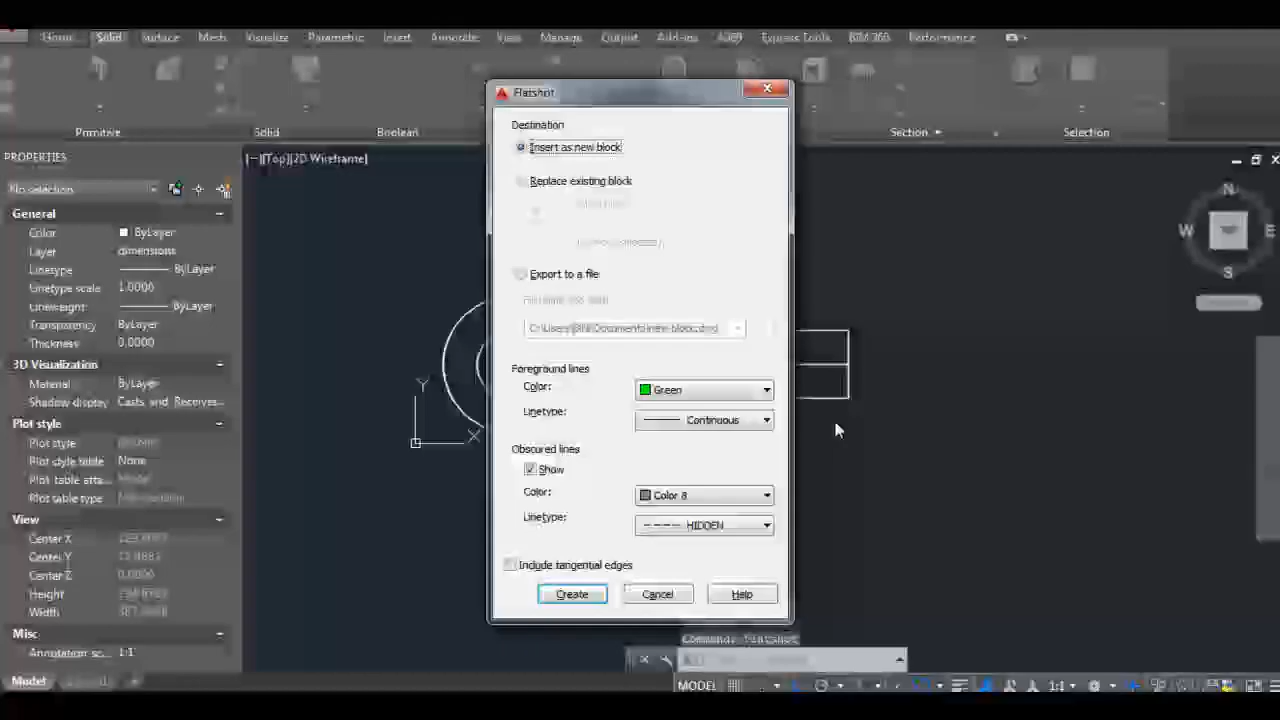 Home Solid Surface Mesh Visualize Parametric Insert Annotate View Manage Output Add-ins A360 Express Tools BIM 360 Performance
Primitive Solid Boolean Section Selection
PROPERTIES
[−][Top][2D Wireframe]
No selection
General
Color ByLayer
Layer dimensions
Linetype ByLayer
Linetype scale 1.0000
Lineweight ByLayer
Transparency ByLayer
Thickness 0.0000
3D Visualization
Material ByLayer
Shadow display Casts and Receives
Plot style
Plot style
Plot style table None
Plot table atta...
Plot table type
View
Center X
Center Y
Center Z 0.0000
Height
Width
Misc
Annotation sc... 1:1
Model
Flatshot
Destination
Insert as new block
Replace existing block
Export to a file
Foreground lines
Color: Green
Linetype: Continuous
Obscured lines
Show
Color: Color 8
Linetype: HIDDEN
Include tangential edges
Create Cancel Help
N
W E
S
Y
X
MODEL 1:1